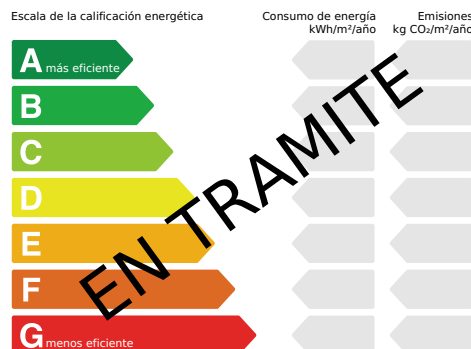 Escala de la calificación energética
Consumo de energía
kWh/m²/año
Emisiones
kg CO₂/m²/año
A más eficiente
B
C
D
E
F
G menos eficiente
EN TRAMITE